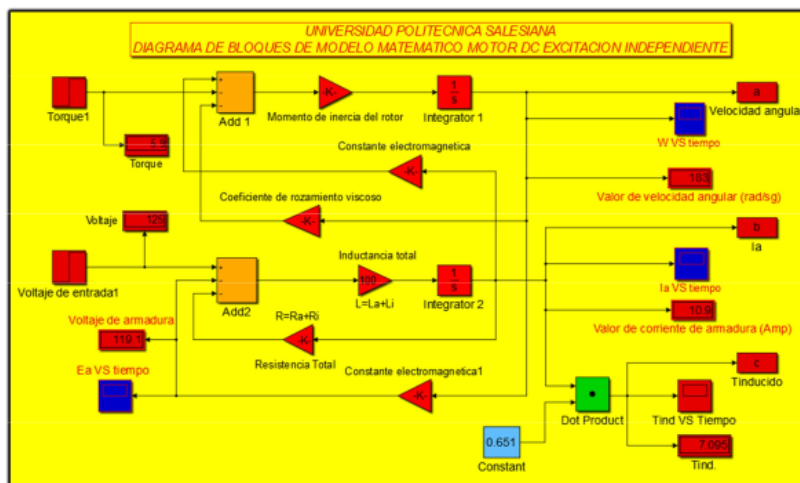 UNIVERSIDAD POLITECNICA SALESIANA
DIAGRAMA DE BLOQUES DE MODELO MATEMATICO MOTOR DC EXCITACION INDEPENDIENTE
Torque1
Add 1
-K-
Momento de inercia del rotor
1
s
Integrator 1
a
Velocidad angular
W VS tiempo
Torque
Constante electromagnetica
-K-
183
Valor de velocidad angular (rad/sg)
Coeficiente de rozamiento viscoso
-K-
Voltaje
125
b
Ia
Voltaje de entrada1
Add2
Inductancia total
100
L=La+Li
1
s
Integrator 2
Ia VS tiempo
10.9
Valor de corriente de armadura (Amp)
Voltaje de armadura
119.1
R=Ra+Ri
-K-
Resistencia Total
Ea VS tiempo
Constante electromagnetica1
-K-
c
Tinducido
Dot Product
Tind VS Tiempo
0.651
Constant
7.095
Tind.